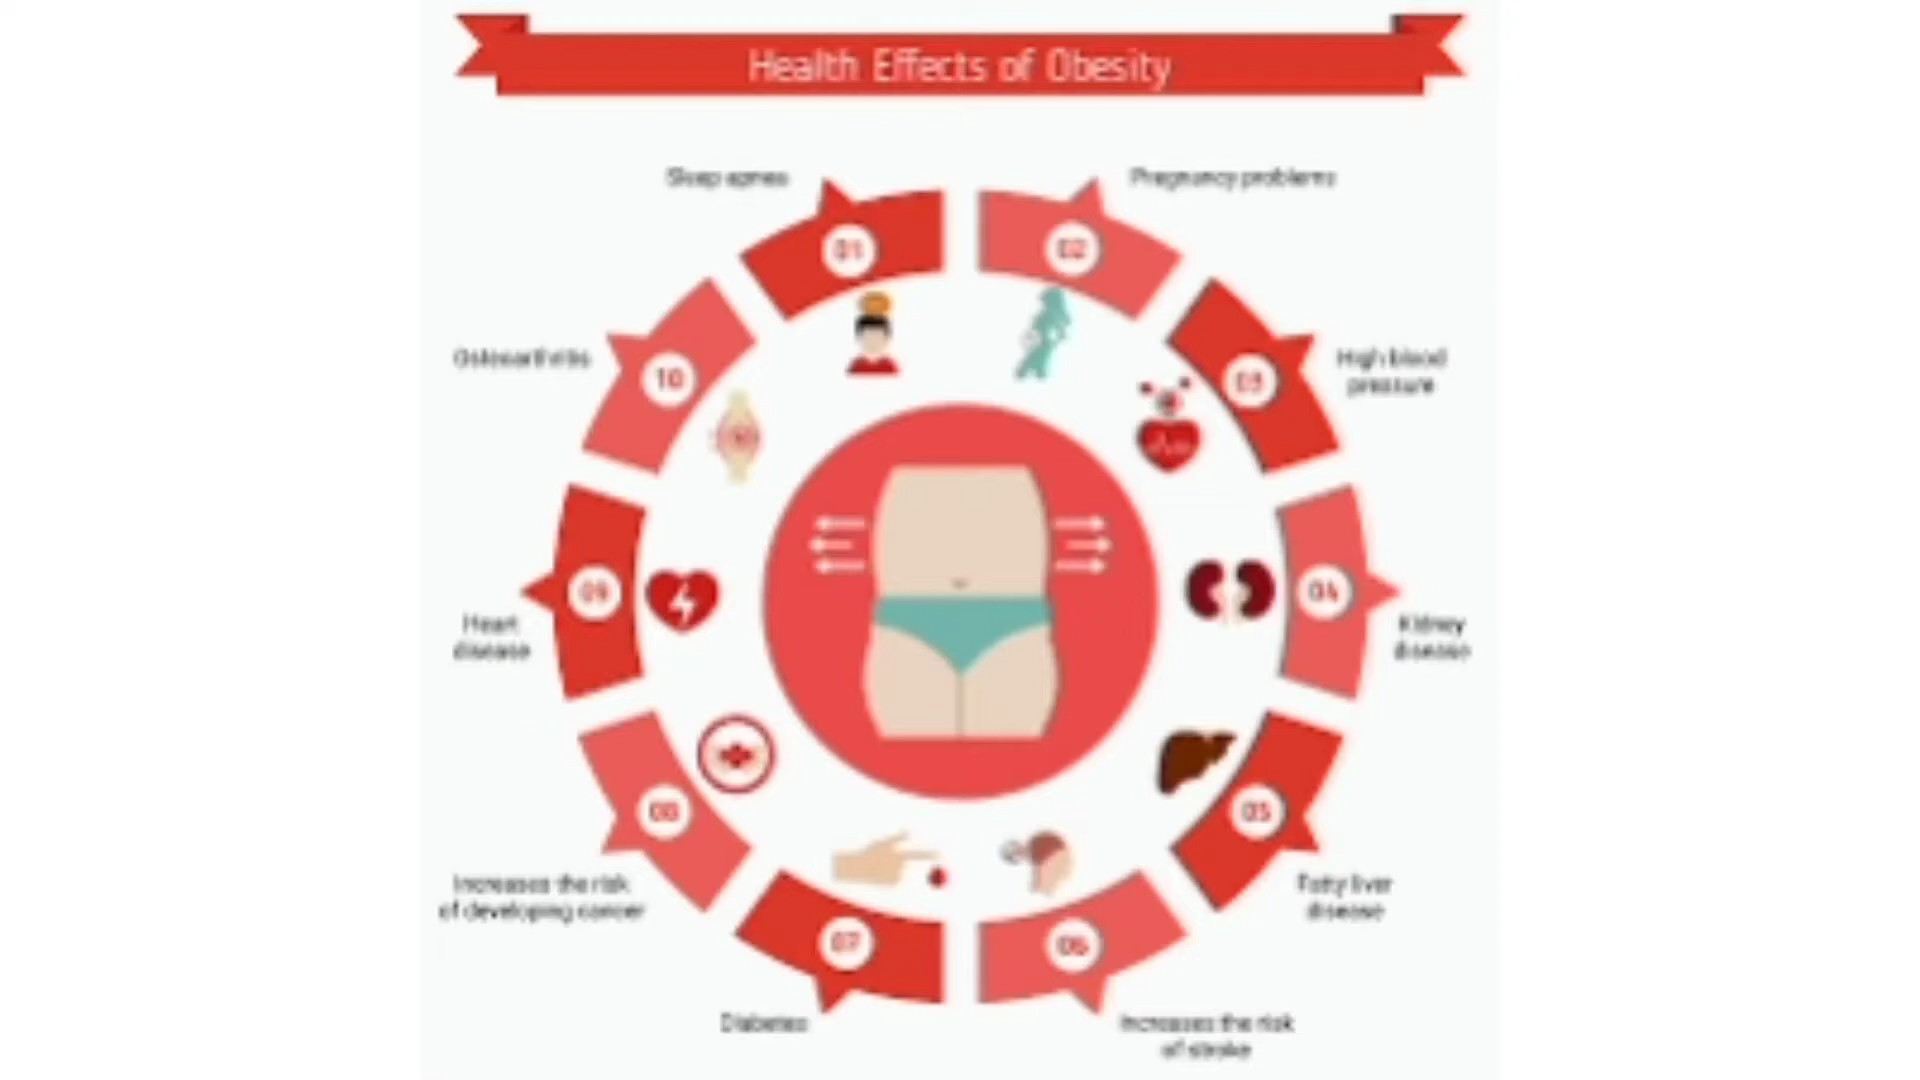 Health Effects of Obesity
Sleep apnea
01
Pregnancy problems
02
High blood
pressure
03
Kidney
disease
04
Fatty liver
disease
05
Increases the risk
of stroke
06
Diabetes
07
Increases the risk
of developing cancer
08
Heart
disease
09
Osteoarthritis
10